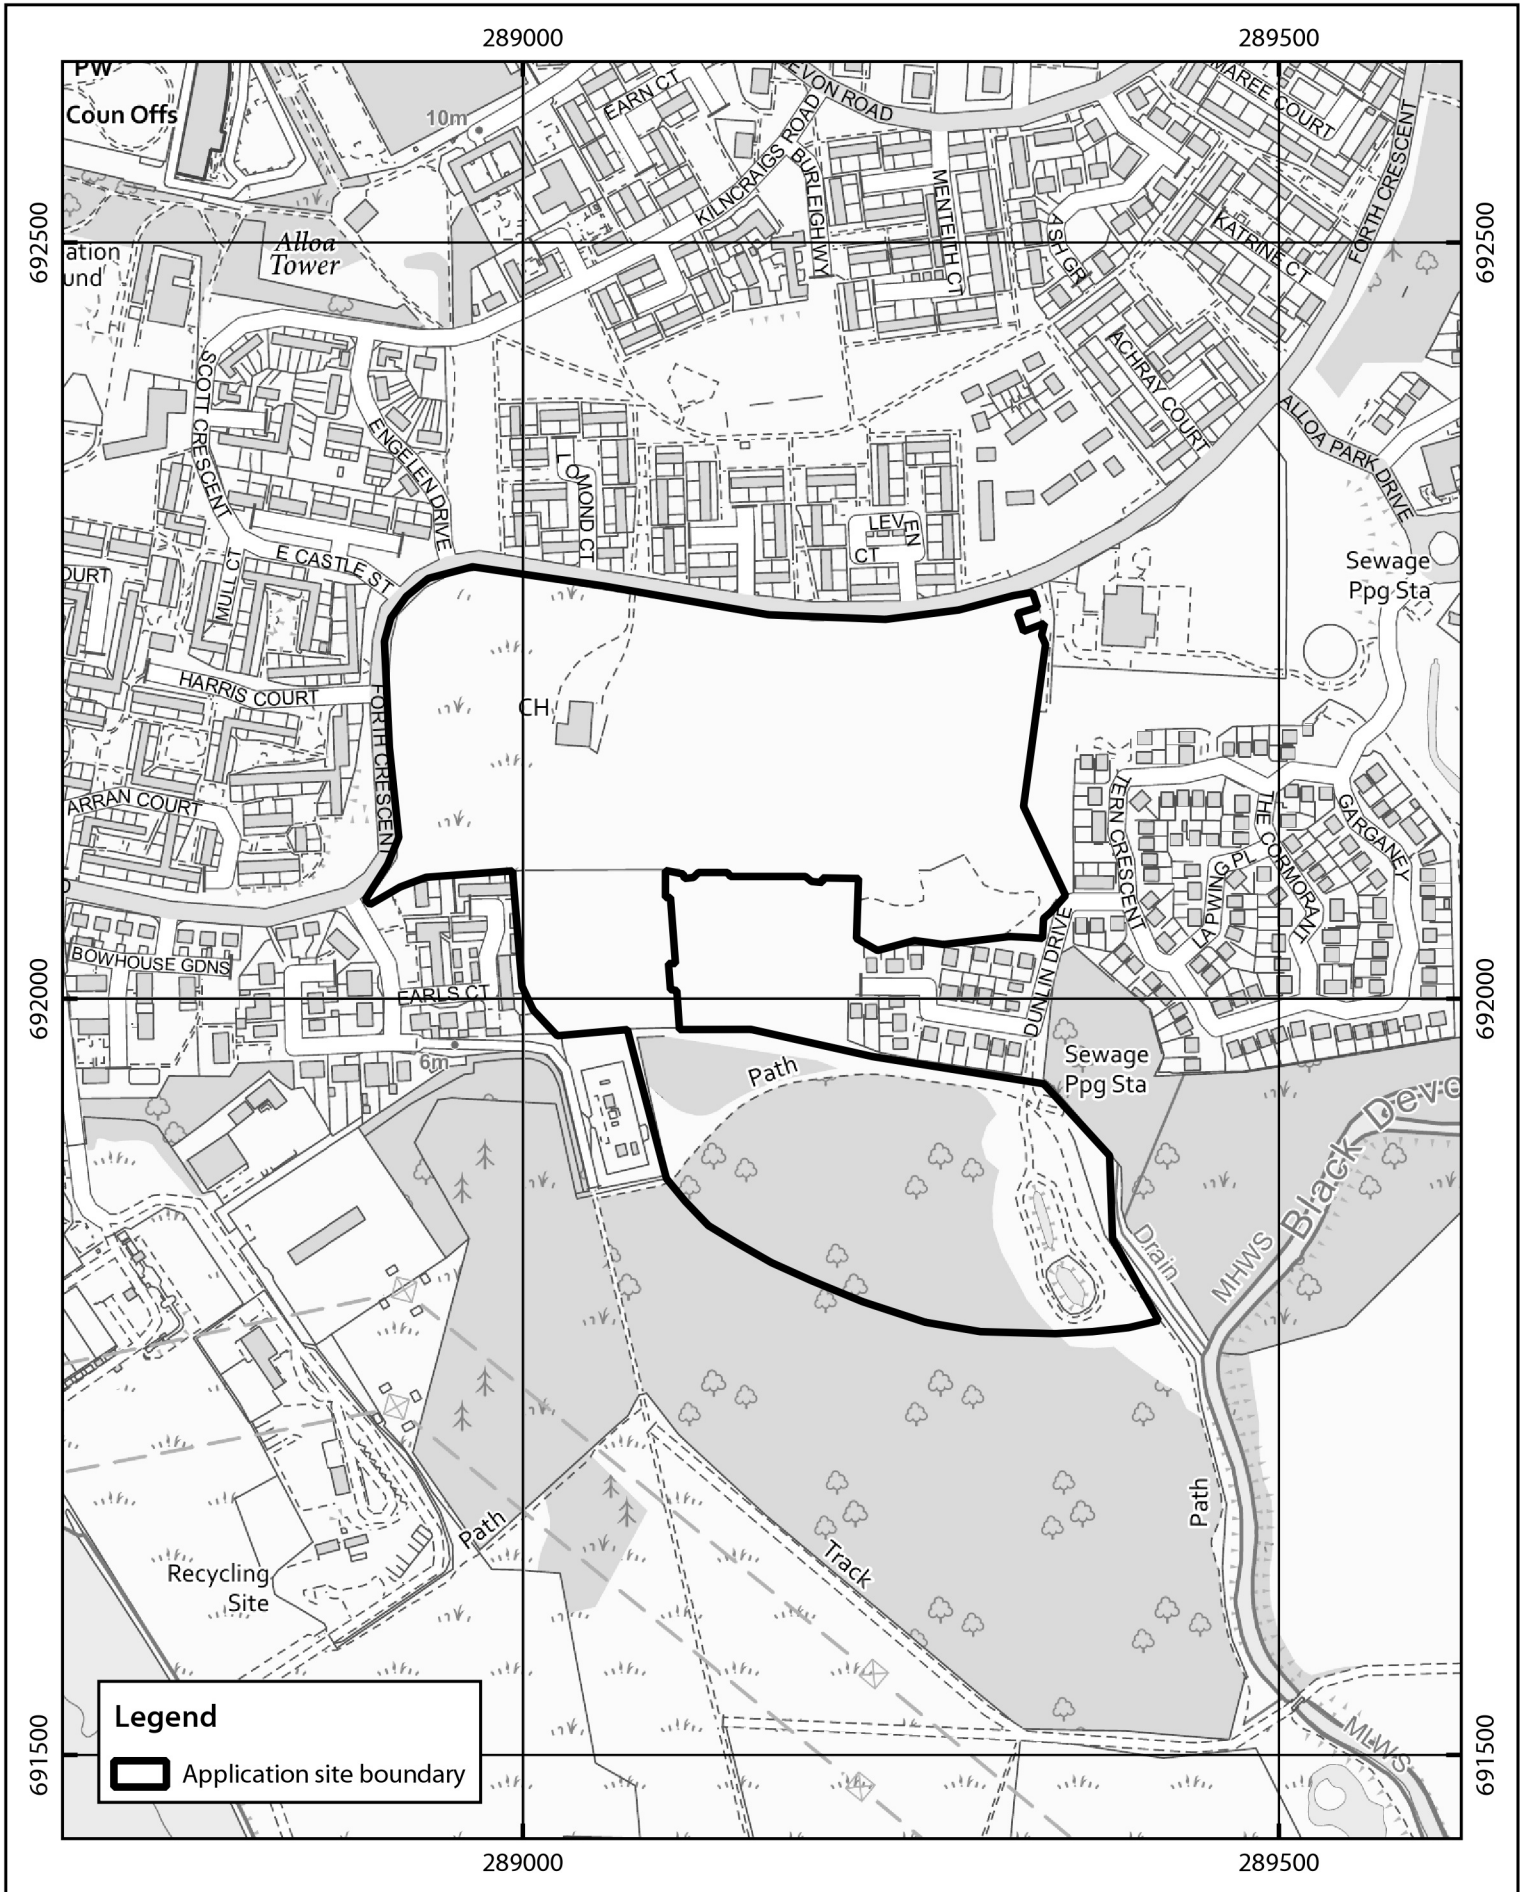 289000 289500
PW
Coun Offs
10m
EARN CT
EVON ROAD
MAREE COURT
KILNCRAIGS ROAD
BURLEIGH WY
MENTEITH CT
ASH GR
KATRINE CT
FORTH CRESCENT
692500
692500
Alloa
Tower
ation
und
SCOTT CRESCENT
ENGELEN DRIVE
LOMOND CT
LEVEN
CT
ACHRAY COURT
ALLOA PARK DRIVE
E CASTLE ST
MULL CT
OURT
Sewage
Ppg Sta
HARRIS COURT
FORTH CRESCENT
CH
ARRAN COURT
TERN CRESCENT
THE CORMORANT
LN
GARGANEY
LAPWING PL
BOWHOUSE GDNS
EARLS CT
DUNLIN DRIVE
692000
692000
6m
Path
Sewage
Ppg Sta
Black Devo
Drain
MHWS
Path
Path
Track
Recycling
Site
MLWS
Legend
Application site boundary
691500
691500
289000 289500